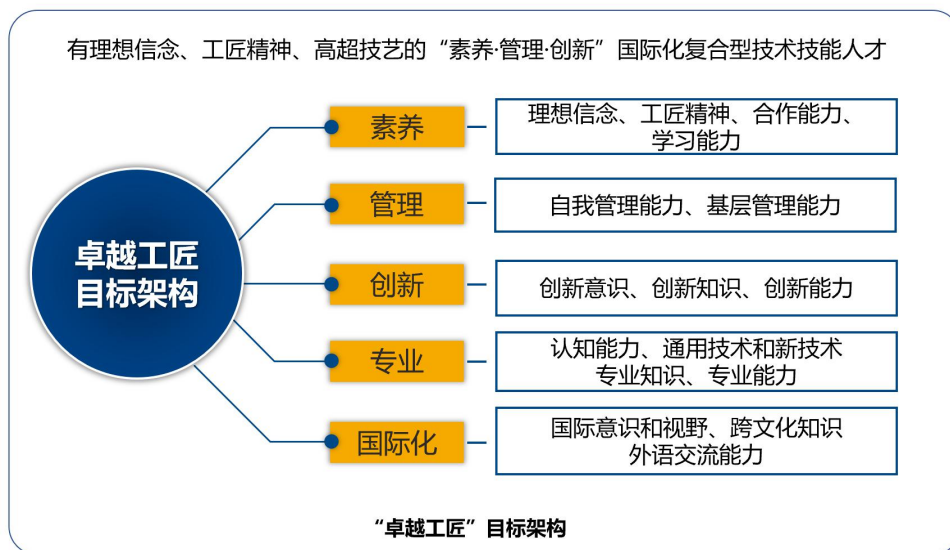 有理想信念、工匠精神、高超技艺的“素养·管理·创新”国际化复合型技术技能人才
卓越工匠
目标架构
素养
理想信念、工匠精神、合作能力、
学习能力
管理
自我管理能力、基层管理能力
创新
创新意识、创新知识、创新能力
专业
认知能力、通用技术和新技术
专业知识、专业能力
国际化
国际意识和视野、跨文化知识
外语交流能力
“卓越工匠”目标架构